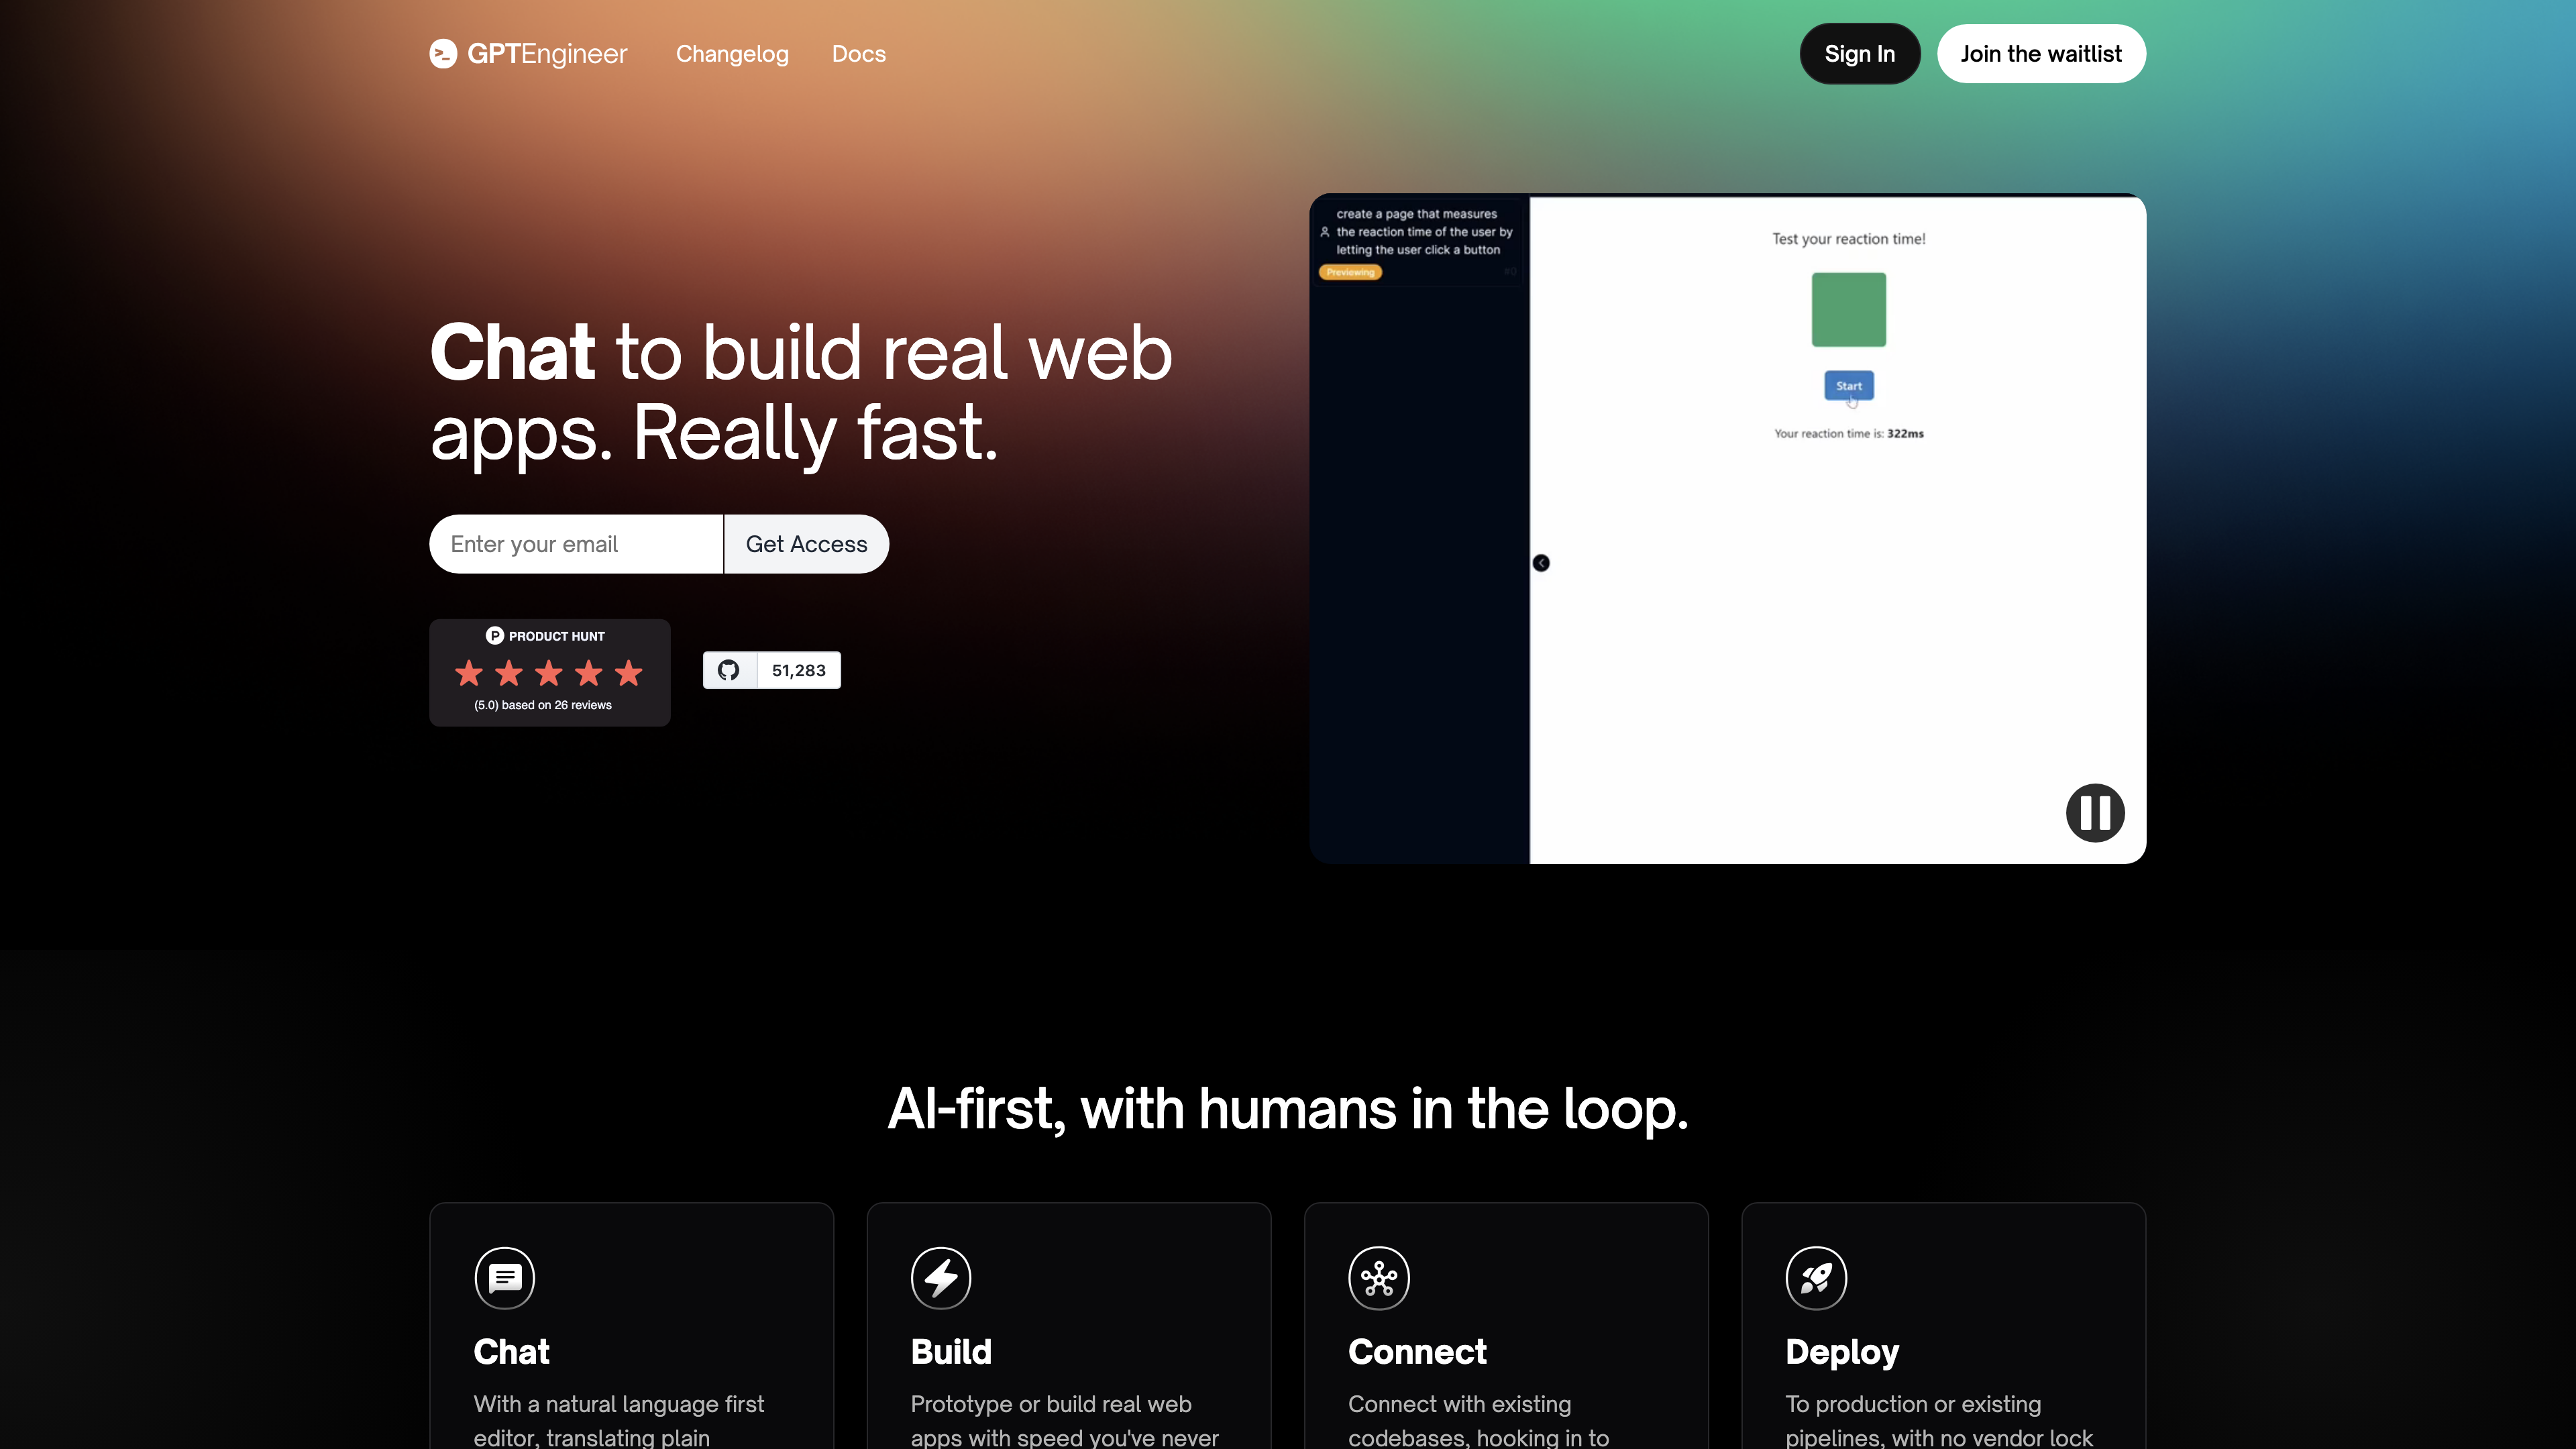 GPTEngineer
Changelog
Docs
Sign In
Join the waitlist
Chat to build real web
apps. Really fast.
Enter your email
Get Access
PRODUCT HUNT
(5.0) based on 26 reviews
51,283
create a page that measures
the reaction time of the user by
letting the user click a button
Previewing
Test your reaction time!
Start
Your reaction time is: 322ms
AI-first, with humans in the loop.
Chat
With a natural language first
editor, translating plain
Build
Prototype or build real web
apps with speed you've never
Connect
Connect with existing
codebases, hooking in to
Deploy
To production or existing
pipelines, with no vendor lock